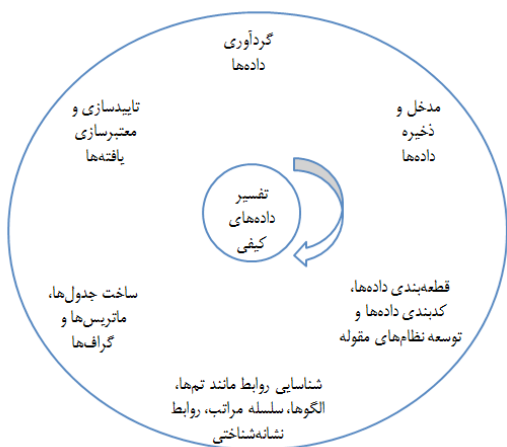 گردآوری
داده‌ها
مدخل و
ذخیره
داده‌ها
قطعه‌بندی داده‌ها،
کدبندی داده‌ها و
توسعه نظام‌های مقوله
شناسایی روابط مانند تم‌ها،
الگوها، سلسله مراتب، روابط
نشانه‌شناختی
ساخت جدول‌ها،
ماتریس‌ها و
گراف‌ها
تاییدسازی و
معتبرسازی
یافته‌ها
تفسیر
داده‌های
کیفی